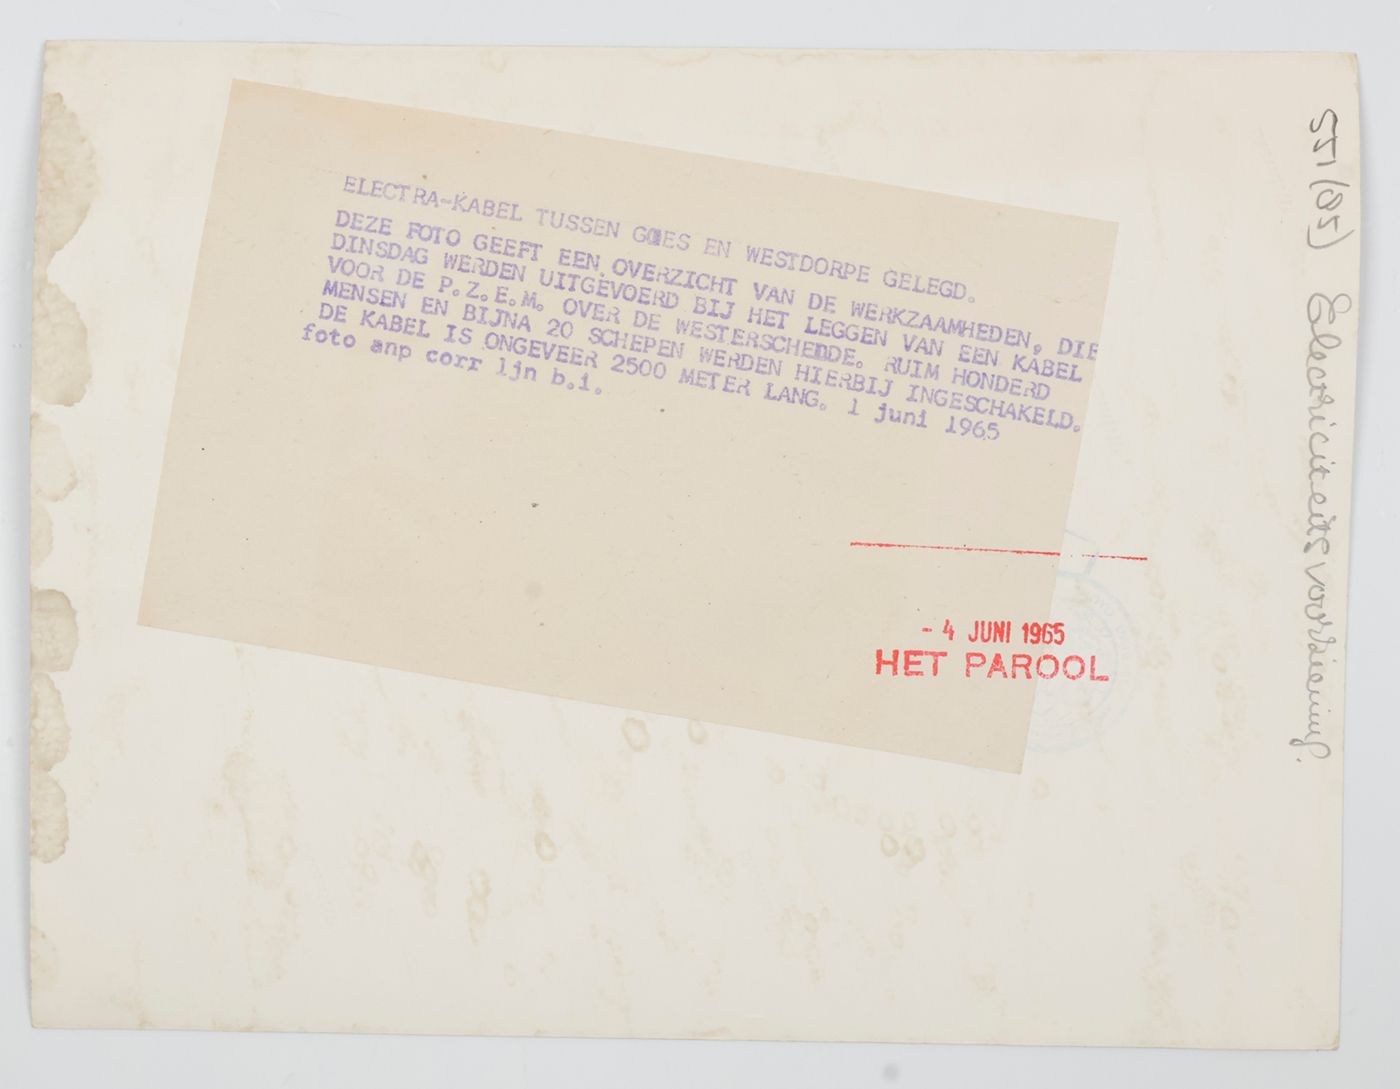 ELECTRA-KABEL TUSSEN GOES EN WESTDORPE GELEGD.
DEZE FOTO GEEFT EEN OVERZICHT VAN DE WERKZAAMHEDEN, DIE
DINSDAG WERDEN UITGEVOERD BIJ HET LEGGEN VAN EEN KABEL
VOOR DE P.Z.E.M. OVER DE WESTERSCHEDDE. RUIM HONDERD
MENSEN EN BIJNA 20 SCHEPEN WERDEN HIERBIJ INGESCHAKELD.
DE KABEL IS ONGEVEER 2500 METER LANG. 1 juni 1965
foto anp corr ljn b.i.
- 4 JUNI 1965
HET PAROOL
551(85) Electriciteitsvoorziening.